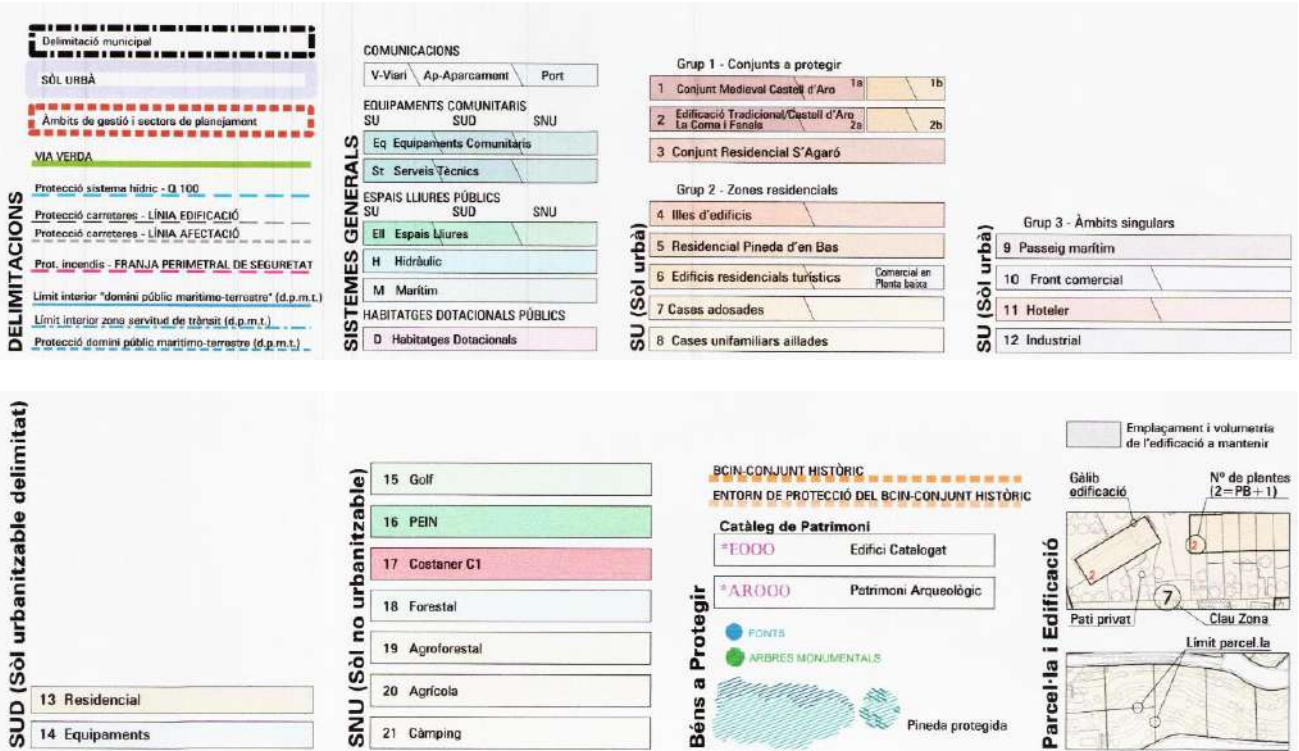 DELIMITACIONS
Delimitació municipal
SÒL URBÀ
Àmbits de gestió i sectors de planejament
VIA VERDA
Protecció sistema hídric - Q 100
Protecció carreteres - LÍNIA EDIFICACIÓ
Protecció carreteres - LÍNIA AFECTACIÓ
Prot. incendis - FRANJA PERIMETRAL DE SEGURETAT
Límit interior "domini públic marítimo-terrestre" (d.p.m.t.)
Límit interior zona servitud de trànsit (d.p.m.t.)
Protecció domini públic marítimo-terrestre (d.p.m.t.)
SISTEMES GENERALS
COMUNICACIONS
V-Viari Ap-Aparcament Port
EQUIPAMENTS COMUNITARIS
SU SUD SNU
Eq Equipaments Comunitàris
St Serveis Tècnics
ESPAIS LLIURES PÚBLICS
SU SUD SNU
Ell Espais Lliures
H Hidràulic
M Marítim
HABITATGES DOTACIONALS PÚBLICS
D Habitatges Dotacionals
SU (Sòl urbà)
Grup 1 - Conjunts a protegir
1 Conjunt Medieval Castell d'Aro 1a 1b
2 Edificació Tradicional/Castell d'Aro
La Coma i Fanals 2a 2b
3 Conjunt Residencial S'Agaró
Grup 2 - Zones residencials
4 Illes d'edificis
5 Residencial Pineda d'en Bas
6 Edificis residencials turístics Comercial en
Planta baixa
7 Cases adosades
8 Cases unifamiliars aillades
SU (Sòl urbà)
Grup 3 - Àmbits singulars
9 Passeig marítim
10 Front comercial
11 Hoteler
12 Industrial
SUD (Sòl urbanitzable delimitat)
13 Residencial
14 Equipaments
SNU (Sòl no urbanitzable)
15 Golf
16 PEIN
17 Costaner C1
18 Forestal
19 Agroforestal
20 Agrícola
21 Càmping
Béns a Protegir
BCIN-CONJUNT HISTÒRIC
ENTORN DE PROTECCIÓ DEL BCIN-CONJUNT HISTÒRIC
Catàleg de Patrimoni
*E000 Edifici Catalogat
*AR000 Patrimoni Arqueològic
FONTS
ARBRES MONUMENTALS
Pineda protegida
Parcel·la i Edificació
Emplaçament i volumetria
de l'edificació a mantenir
Gàlib
edificació
Nº de plantes
(2=PB+1)
2
2
7
Pati privat
Clau Zona
Limit parcel.la